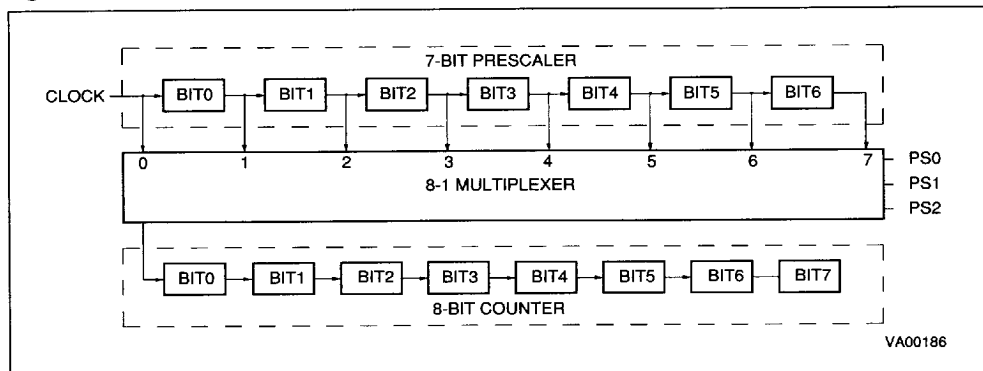 7-BIT PRESCALER
CLOCK BIT0 BIT1 BIT2 BIT3 BIT4 BIT5 BIT6
0 1 2 3 4 5 6 7 PS0
8-1 MULTIPLEXER PS1
PS2
BIT0 BIT1 BIT2 BIT3 BIT4 BIT5 BIT6 BIT7
8-BIT COUNTER
VA00186